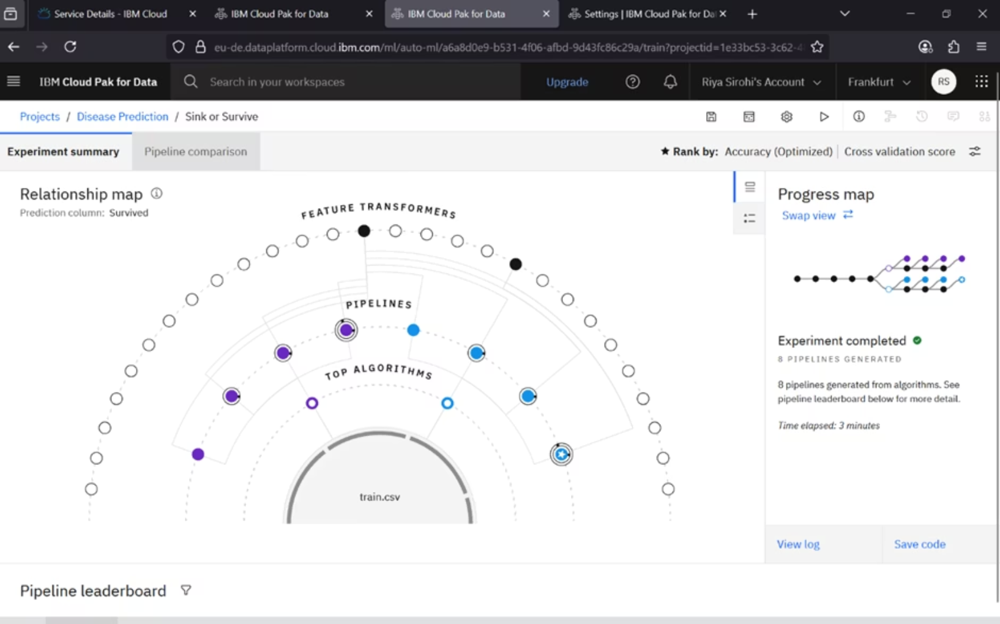 Service Details - IBM Cloud
IBM Cloud Pak for Data
IBM Cloud Pak for Data
Settings | IBM Cloud Pak for Da
eu-de.dataplatform.cloud.ibm.com/ml/auto-ml/a6a8d0e9-b531-4f06-afbd-9d43fc86c29a/train?projectid=1e33bc53-3c62-4
IBM Cloud Pak for Data
Search in your workspaces
Upgrade
Riya Sirohi's Account
Frankfurt
RS
Projects / Disease Prediction / Sink or Survive
Experiment summary
Pipeline comparison
Rank by: Accuracy (Optimized) | Cross validation score
Relationship map
Prediction column: Survived
FEATURE TRANSFORMERS
PIPELINES
TOP ALGORITHMS
train.csv
Progress map
Swap view
Experiment completed
8 PIPELINES GENERATED
8 pipelines generated from algorithms. See
pipeline leaderboard below for more detail.
Time elapsed: 3 minutes
View log
Save code
Pipeline leaderboard